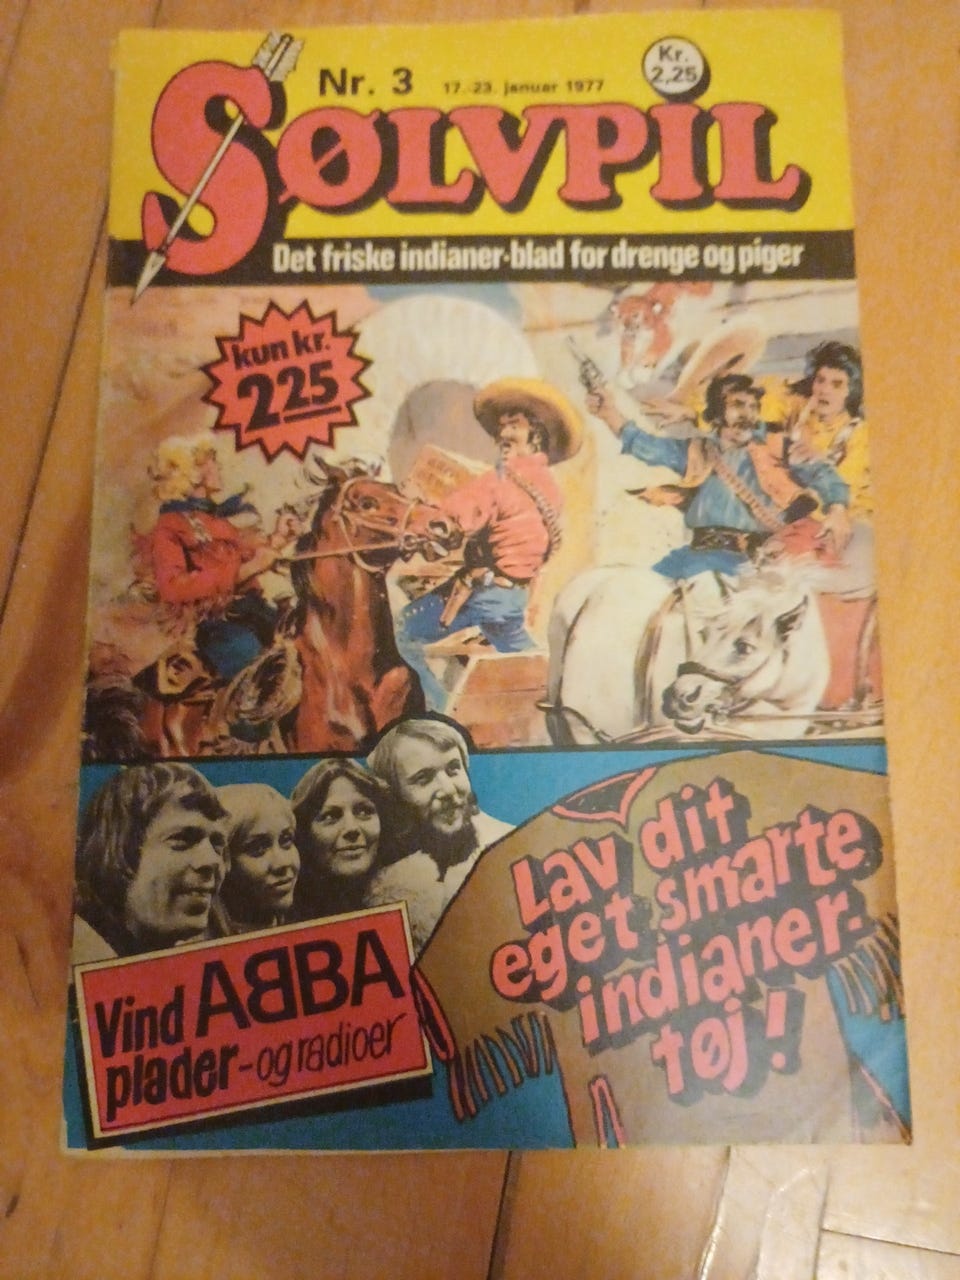 Nr. 3 17.-23. januar 1977
Kr.
2,25
SØLVPIL
Det friske indianer-blad for drenge og piger
kun kr.
225
Lav dit
eget smarte
indianer-
tøj!
Vind ABBA
plader-og radioer